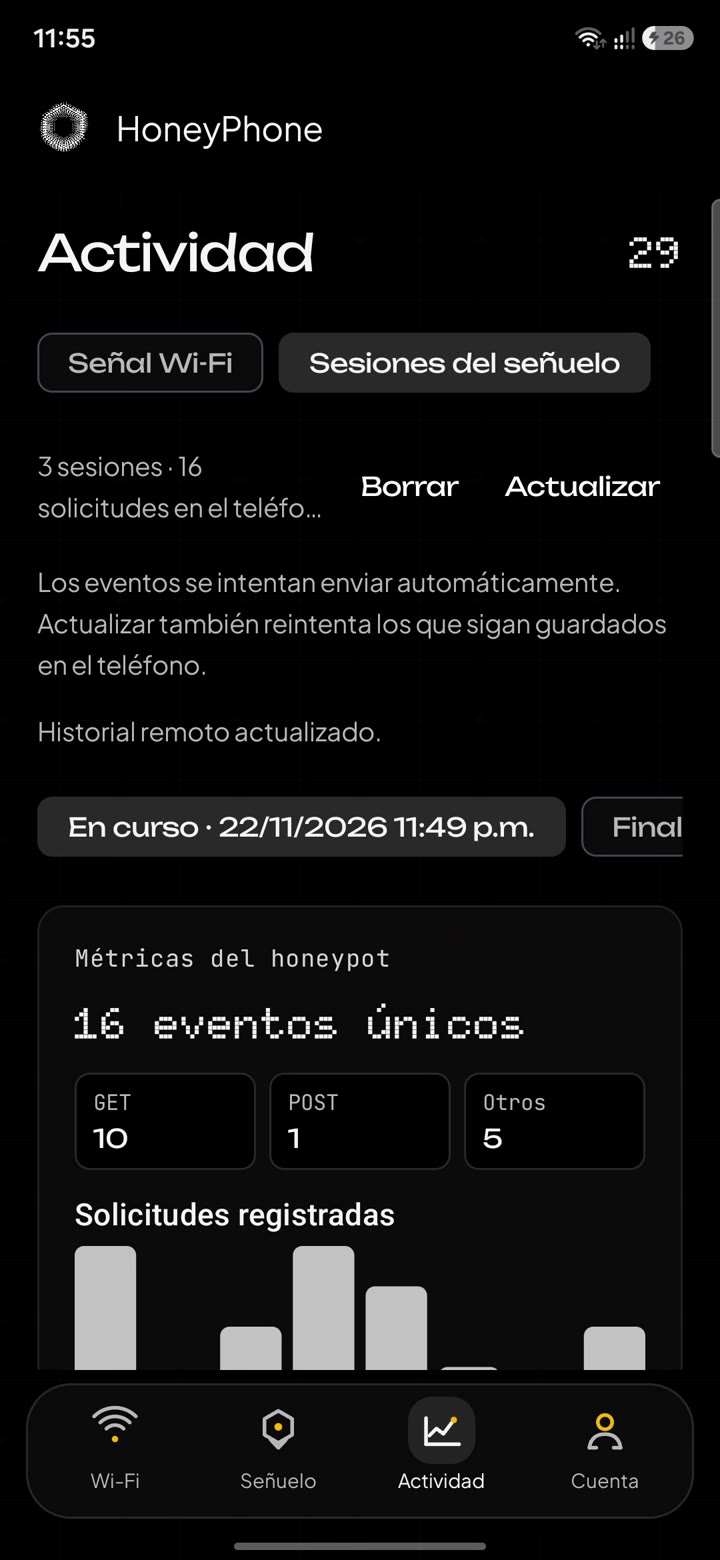 11:55
26
HoneyPhone
Actividad
29
Señal Wi-Fi
Sesiones del señuelo
3 sesiones · 16
solicitudes en el teléfo...
Borrar
Actualizar
Los eventos se intentan enviar automáticamente.
Actualizar también reintenta los que sigan guardados
en el teléfono.
Historial remoto actualizado.
En curso · 22/11/2026 11:49 p.m.
Final
Métricas del honeypot
16 eventos únicos
GET
10
POST
1
Otros
5
Solicitudes registradas
Wi-Fi
Señuelo
Actividad
Cuenta